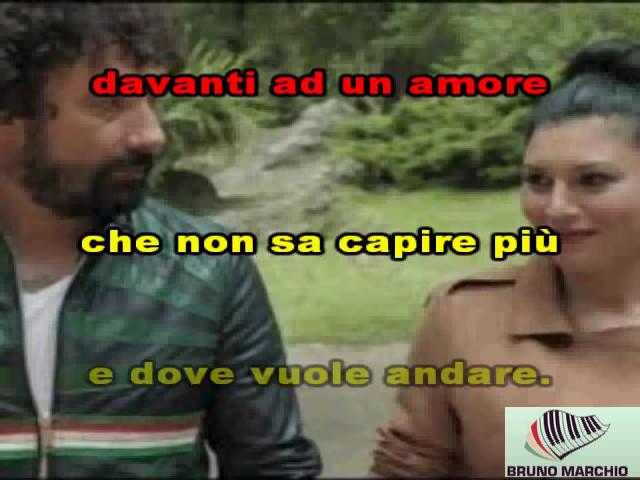 davanti ad un amore
che non sa capire più
e dove vuole andare.
BRUNO MARCHIO